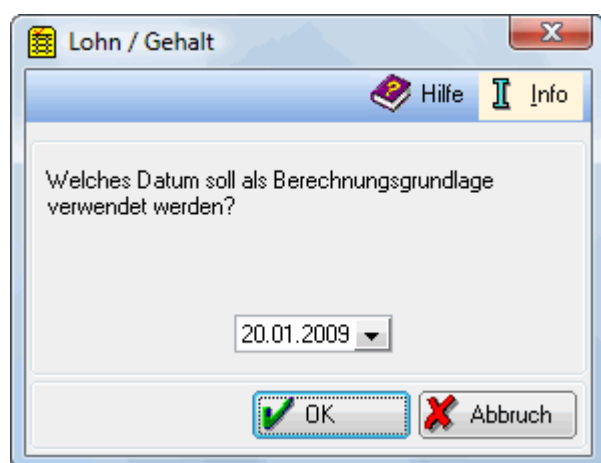 Lohn / Gehalt
Hilfe Info
Welches Datum soll als Berechnungsgrundlage
verwendet werden?
20.01.2009
OK Abbruch